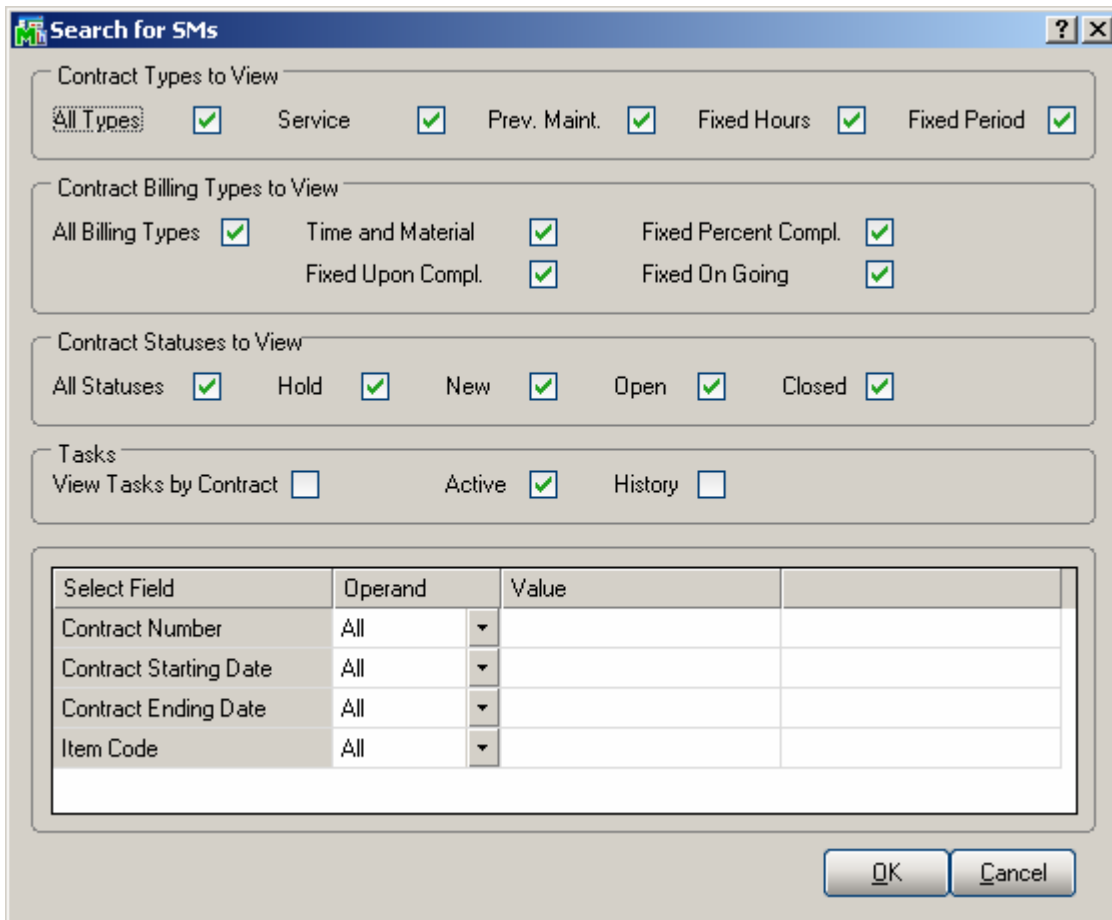 Search for SMs
Contract Types to View
All Types Service Prev. Maint. Fixed Hours Fixed Period
Contract Billing Types to View
All Billing Types Time and Material Fixed Percent Compl.
Fixed Upon Compl. Fixed On Going
Contract Statuses to View
All Statuses Hold New Open Closed
Tasks
View Tasks by Contract Active History
Select Field Operand Value
Contract Number All
Contract Starting Date All
Contract Ending Date All
Item Code All
OK Cancel